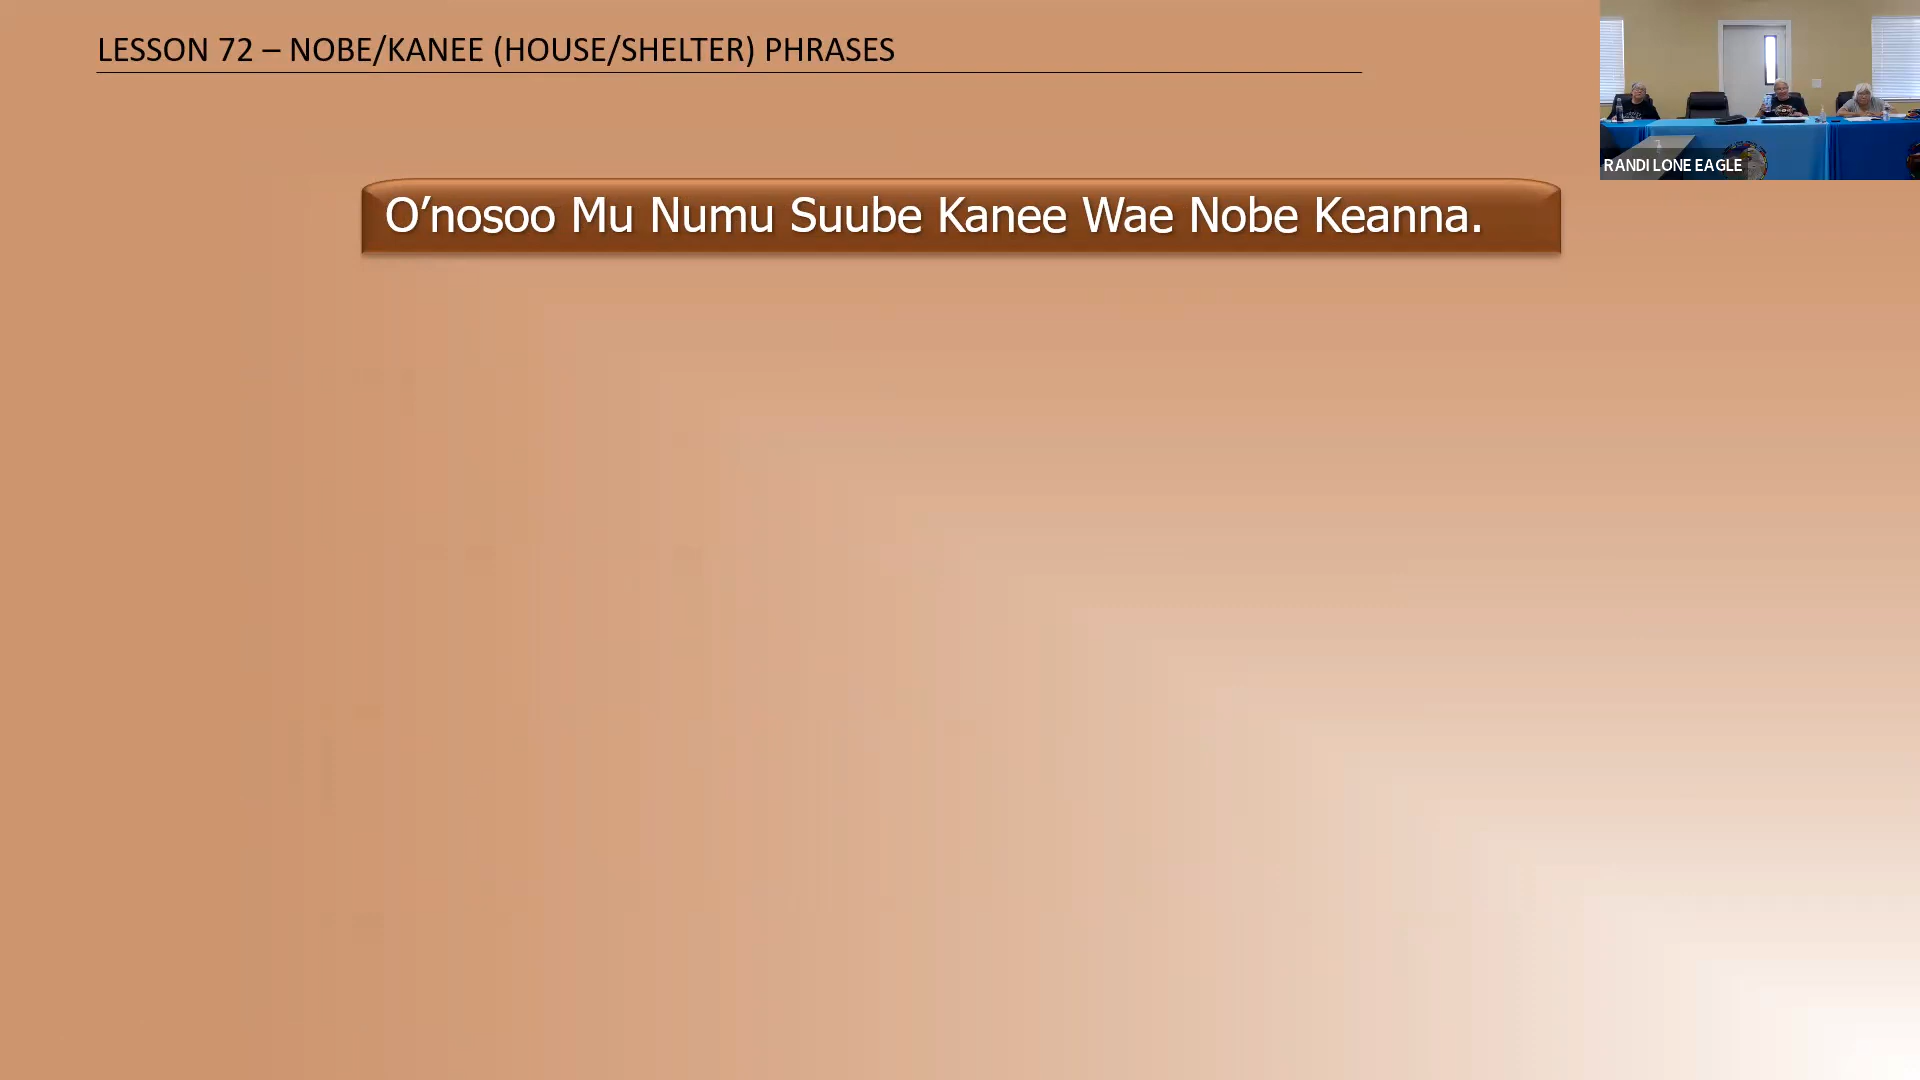 LESSON 72 – NOBE/KANEE (HOUSE/SHELTER) PHRASES
O’nosoo Mu Numu Suube Kanee Wae Nobe Keanna.
RANDI LONE EAGLE